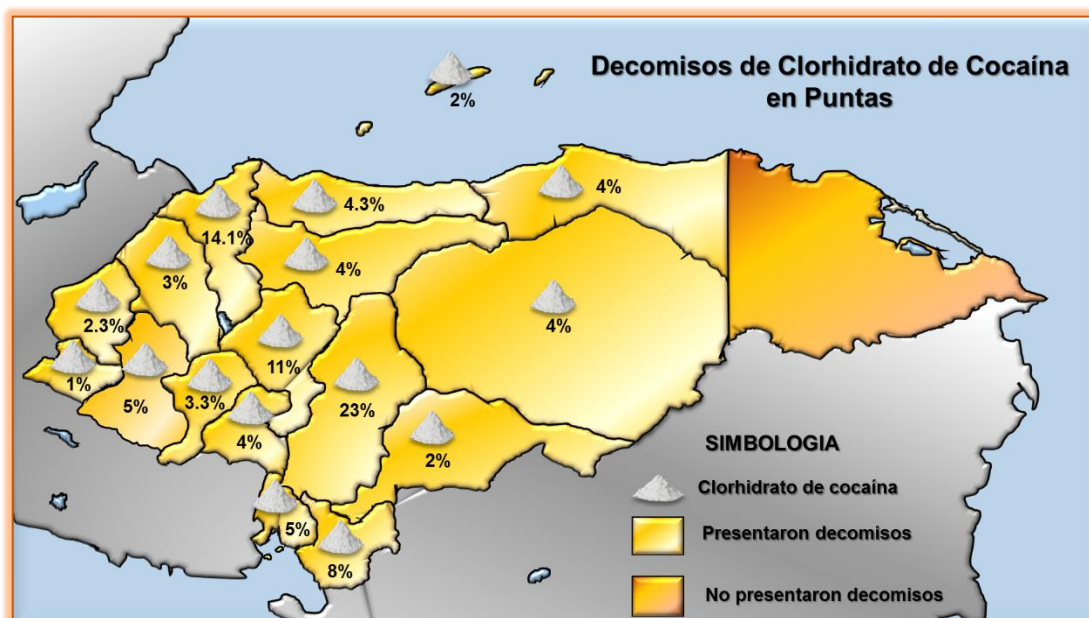 Decomisos de Clorhidrato de Cocaína
en Puntas
2%
4%
4.3%
14.1%
4%
3%
4%
2.3%
11%
1%
5%
3.3%
23%
4%
2%
5%
8%
SIMBOLOGIA
Clorhidrato de cocaína
Presentaron decomisos
No presentaron decomisos